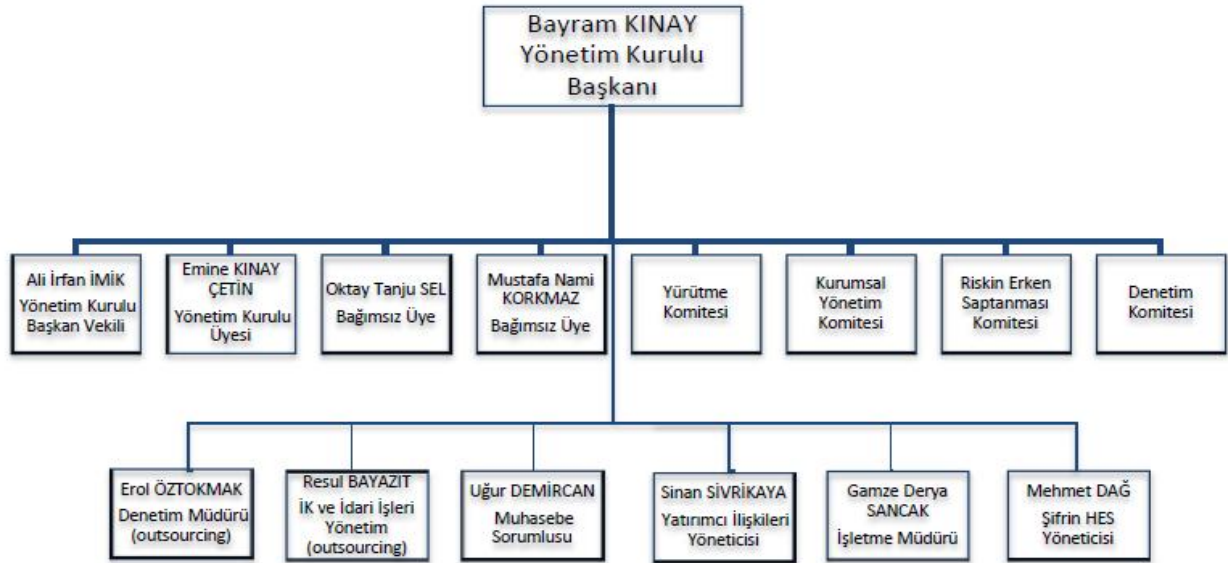 Bayram KINAY
Yönetim Kurulu
Başkanı
Ali İrfan İMİK
Yönetim Kurulu
Başkan Vekili
Emine KINAY
ÇETİN
Yönetim Kurulu
Üyesi
Oktay Tanju SEL
Bağımsız Üye
Mustafa Nami
KORKMAZ
Bağımsız Üye
Yürütme
Komitesi
Kurumsal
Yönetim
Komitesi
Riskin Erken
Saptanması
Komitesi
Denetim
Komitesi
Erol ÖZTOKMAK
Denetim Müdürü
(outsourcing)
Resul BAYAZIT
İK ve İdari İşleri
Yönetim
(outsourcing)
Uğur DEMİRCAN
Muhasebe
Sorumlusu
Sinan SİVRİKAYA
Yatırımcı İlişkileri
Yöneticisi
Gamze Derya
SANCAK
İşletme Müdürü
Mehmet DAĞ
Şifrin HES
Yöneticisi